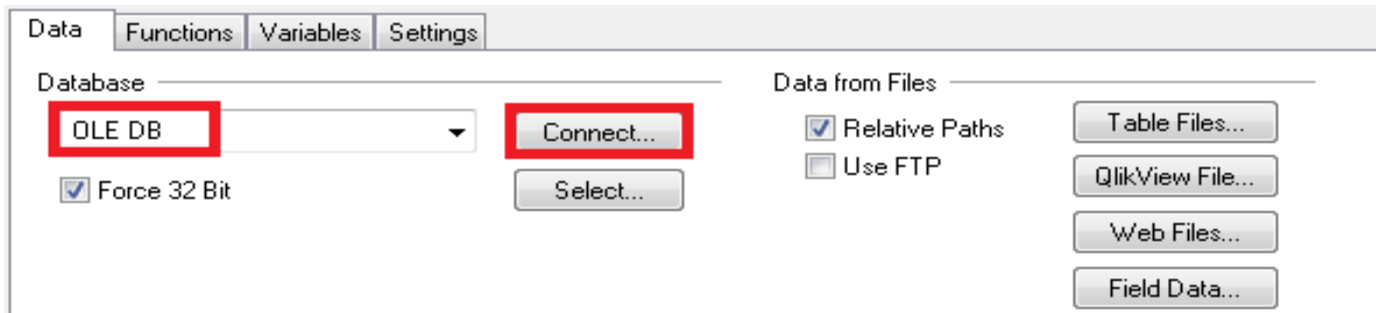 Data Functions Variables Settings
Database
OLE DB
Connect...
Force 32 Bit
Select...
Data from Files
Relative Paths
Use FTP
Table Files...
QlikView File...
Web Files...
Field Data...